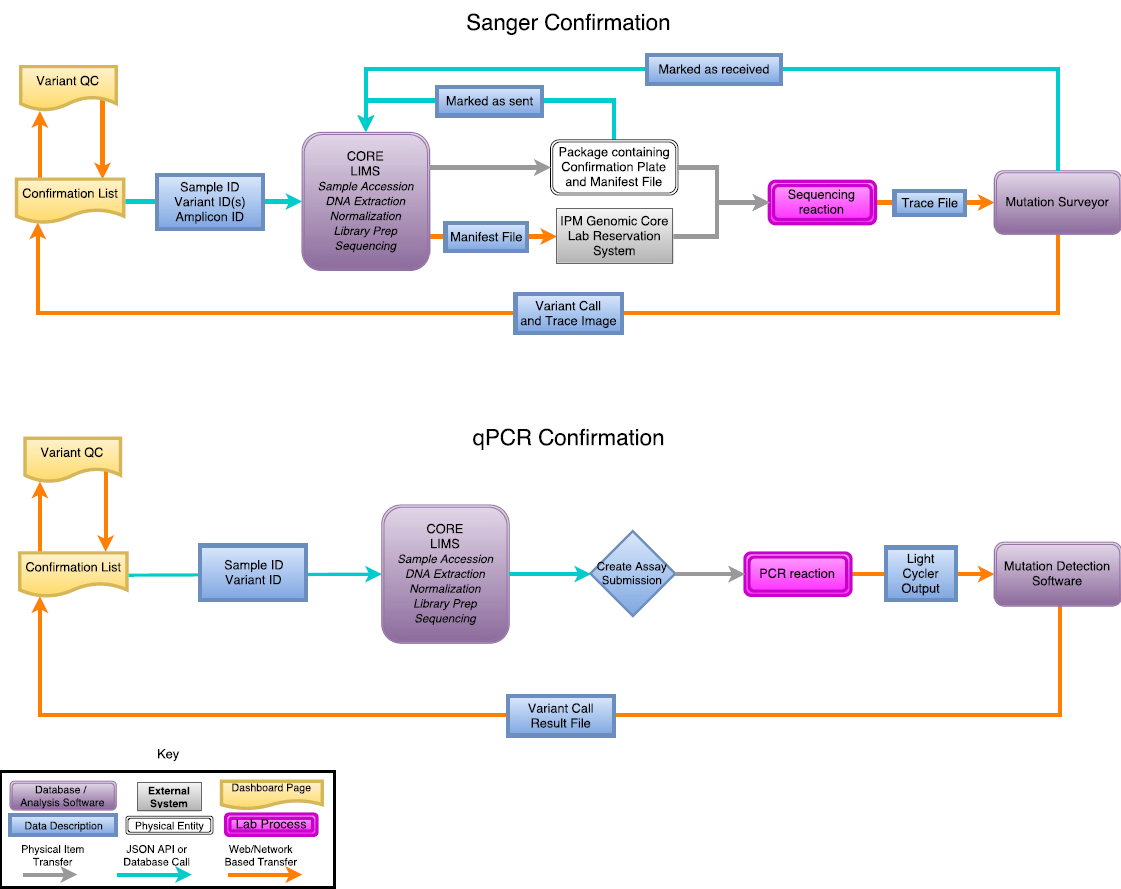 Sanger Confirmation
Variant QC
Marked as received
Marked as sent
Confirmation List
Sample ID
Variant ID(s)
Amplicon ID
CORE
LIMS
Sample Accession
DNA Extraction
Normalization
Library Prep
Sequencing
Package containing
Confirmation Plate
and Manifest File
Manifest File
IPM Genomic Core
Lab Reservation
System
Sequencing
reaction
Trace File
Mutation Surveyor
Variant Call
and Trace Image
qPCR Confirmation
Variant QC
Confirmation List
Sample ID
Variant ID
CORE
LIMS
Sample Accession
DNA Extraction
Normalization
Library Prep
Sequencing
Create Assay
Submission
PCR reaction
Light
Cycler
Output
Mutation Detection
Software
Variant Call
Result File
Key
Database /
Analysis Software
External
System
Dashboard Page
Data Description
Physical Entity
Lab Process
Physical Item
Transfer
JSON API or
Database Call
Web/Network
Based Transfer